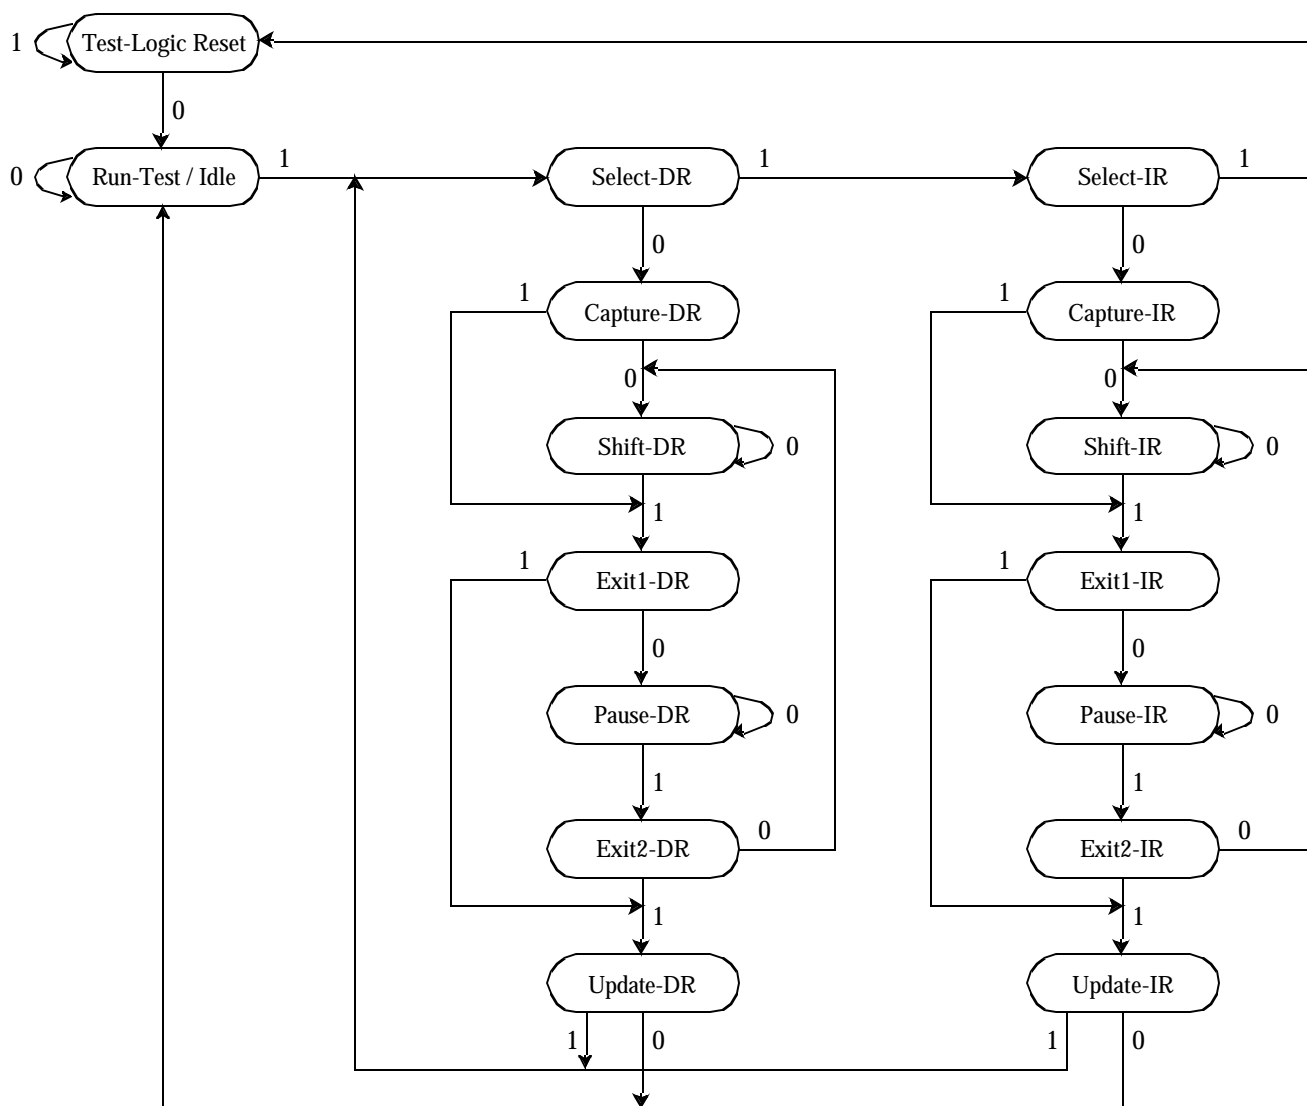 1
Test-Logic Reset
0
0
Run-Test / Idle
1
Select-DR
1
Select-IR
1
0
0
1
Capture-DR
1
Capture-IR
0
0
Shift-DR
0
Shift-IR
0
1
1
1
Exit1-DR
1
Exit1-IR
0
0
Pause-DR
0
Pause-IR
0
1
1
Exit2-DR
0
Exit2-IR
0
1
1
Update-DR
Update-IR
1
0
1
0